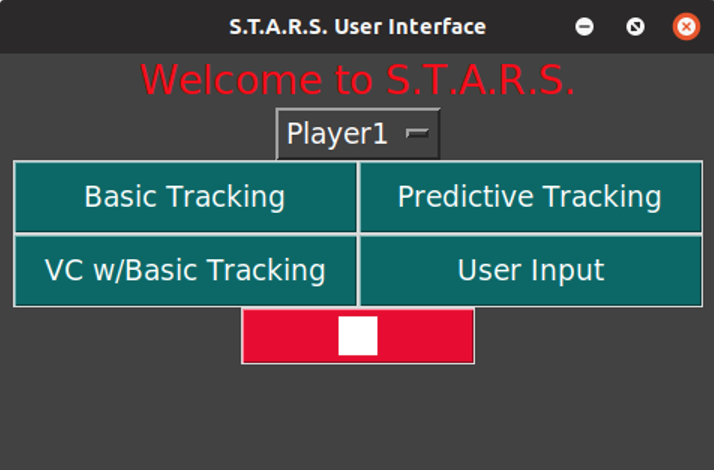 S.T.A.R.S. User Interface
Welcome to S.T.A.R.S.
Player1
Basic Tracking Predictive Tracking
VC w/Basic Tracking User Input